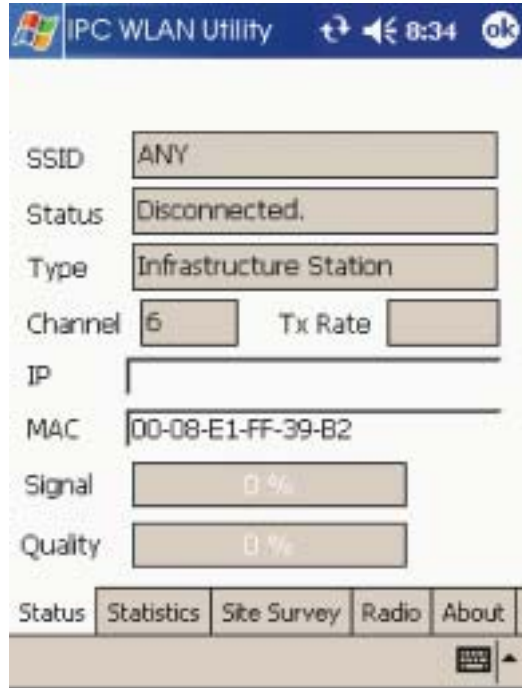 IPC WLAN Utility 8:34 ok
SSID ANY
Status Disconnected.
Type Infrastructure Station
Channel 6 Tx Rate
IP
MAC 00-08-E1-FF-39-B2
Signal 0 %
Quality 0 %
Status Statistics Site Survey Radio About